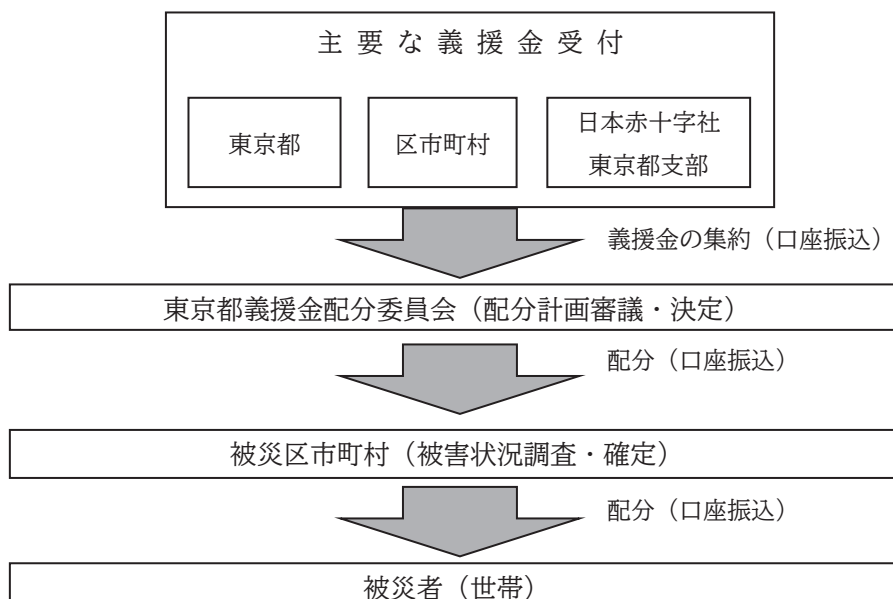 主要な義援金受付
東京都
区市町村
日本赤十字社
東京都支部
義援金の集約（口座振込）
東京都義援金配分委員会（配分計画審議・決定）
配分（口座振込）
被災区市町村（被害状況調査・確定）
配分（口座振込）
被災者（世帯）